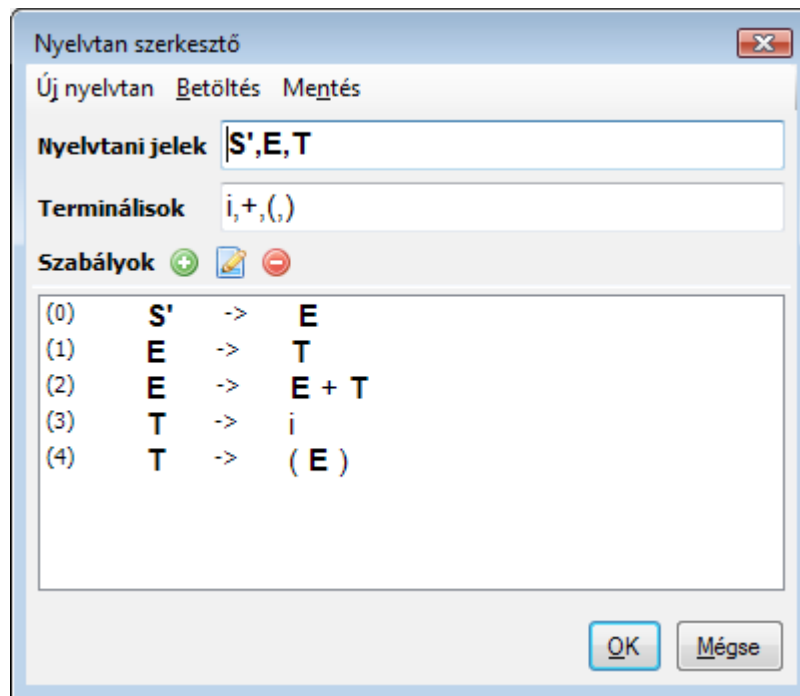 Nyelvtan szerkesztő
Új nyelvtan Betöltés Mentés
Nyelvtani jelek S',E,T
Terminálisok i,+,(,)
Szabályok
(0) S' -> E
(1) E -> T
(2) E -> E + T
(3) T -> i
(4) T -> ( E )
OK Mégse